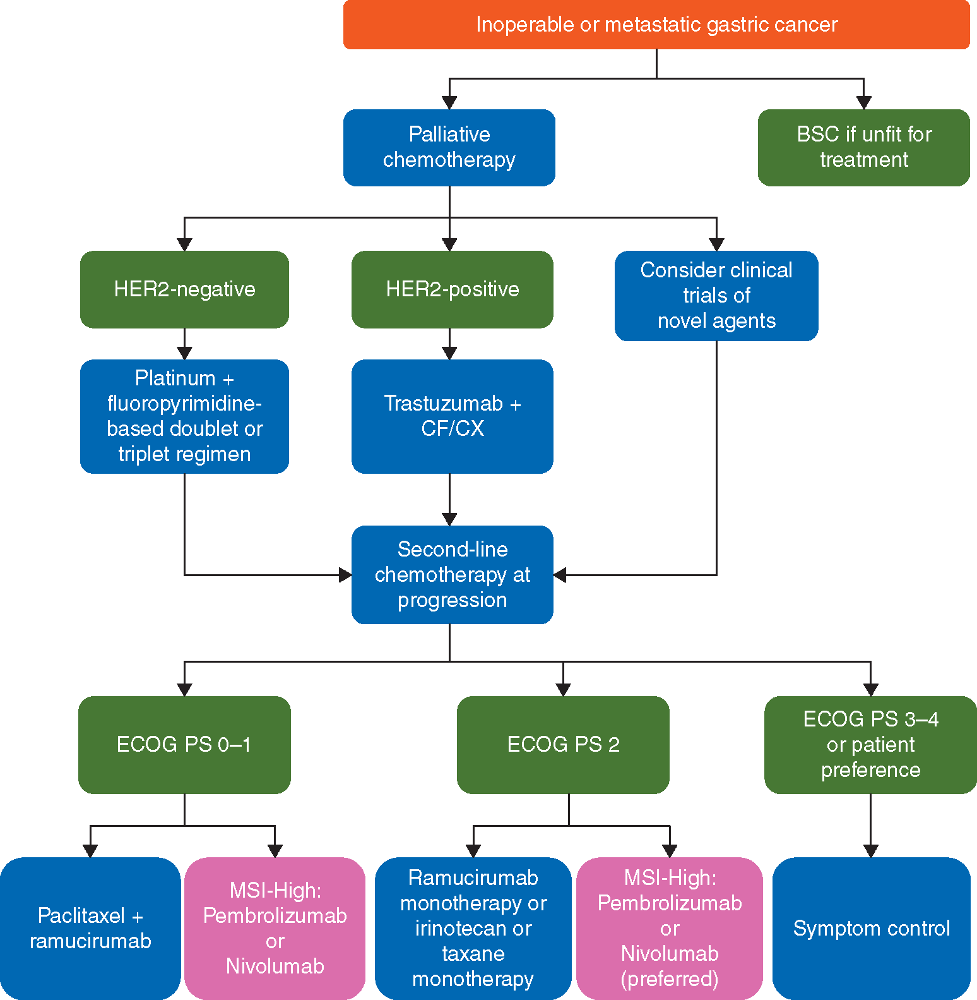 Inoperable or metastatic gastric cancer
Palliative
chemotherapy
BSC if unfit for
treatment
HER2-negative
HER2-positive
Consider clinical
trials of
novel agents
Platinum +
fluoropyrimidine-
based doublet or
triplet regimen
Trastuzumab +
CF/CX
Second-line
chemotherapy at
progression
ECOG PS 0–1
ECOG PS 2
ECOG PS 3–4
or patient
preference
Paclitaxel +
ramucirumab
MSI-High:
Pembrolizumab
or
Nivolumab
Ramucirumab
monotherapy or
irinotecan or
taxane
monotherapy
MSI-High:
Pembrolizumab
or
Nivolumab
(preferred)
Symptom control